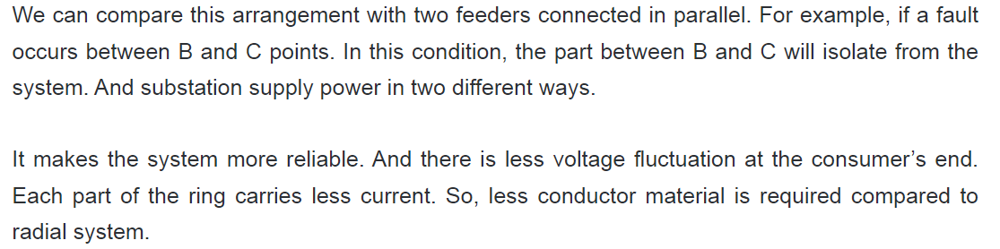 We can compare this arrangement with two feeders connected in parallel. For example, if a fault
occurs between B and C points. In this condition, the part between B and C will isolate from the
system. And substation supply power in two different ways.
It makes the system more reliable. And there is less voltage fluctuation at the consumer’s end.
Each part of the ring carries less current. So, less conductor material is required compared to
radial system.